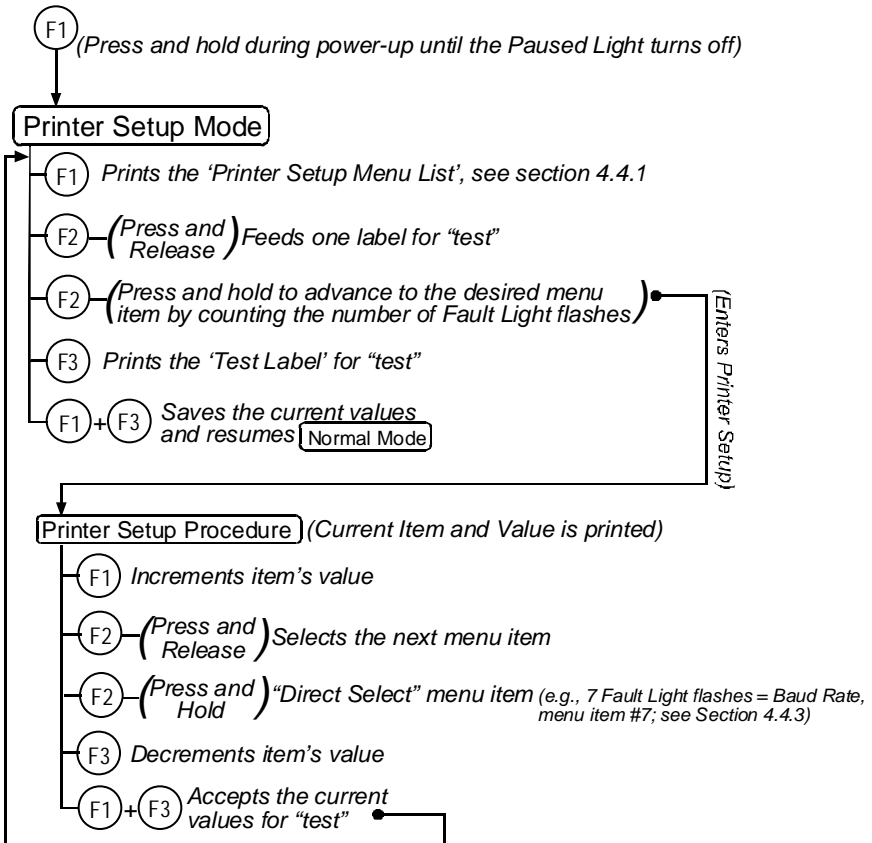 F1
(Press and hold during power-up until the Paused Light turns off)
Printer Setup Mode
F1 Prints the ‘Printer Setup Menu List’, see section 4.4.1
F2 (Press and Release) Feeds one label for “test”
F2 (Press and hold to advance to the desired menu
item by counting the number of Fault Light flashes)
(Enters Printer Setup)
F3 Prints the ‘Test Label’ for “test”
F1 + F3 Saves the current values
and resumes Normal Mode
Printer Setup Procedure (Current Item and Value is printed)
F1 Increments item’s value
F2 (Press and Release) Selects the next menu item
F2 (Press and Hold) “Direct Select” menu item (e.g., 7 Fault Light flashes = Baud Rate,
menu item #7; see Section 4.4.3)
F3 Decrements item’s value
F1 + F3 Accepts the current
values for “test”